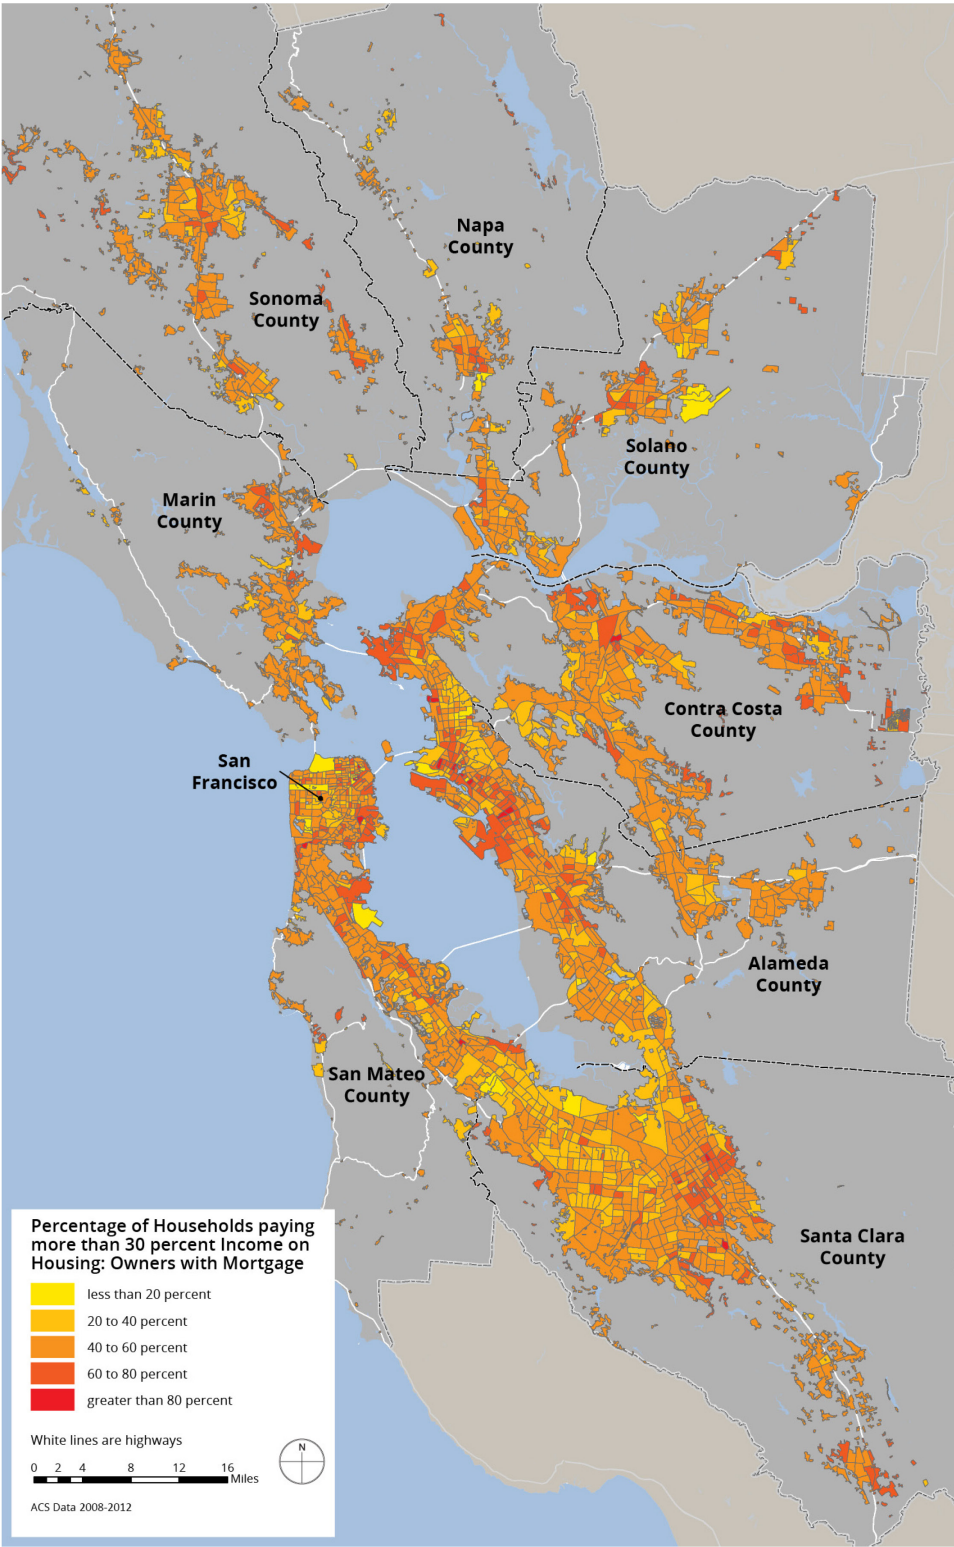 Napa
County
Sonoma
County
Solano
County
Marin
County
Contra Costa
County
San
Francisco
Alameda
County
San Mateo
County
Santa Clara
County
Percentage of Households paying
more than 30 percent Income on
Housing: Owners with Mortgage
less than 20 percent
20 to 40 percent
40 to 60 percent
60 to 80 percent
greater than 80 percent
White lines are highways
N
0 2 4 8 12 16
Miles
ACS Data 2008-2012